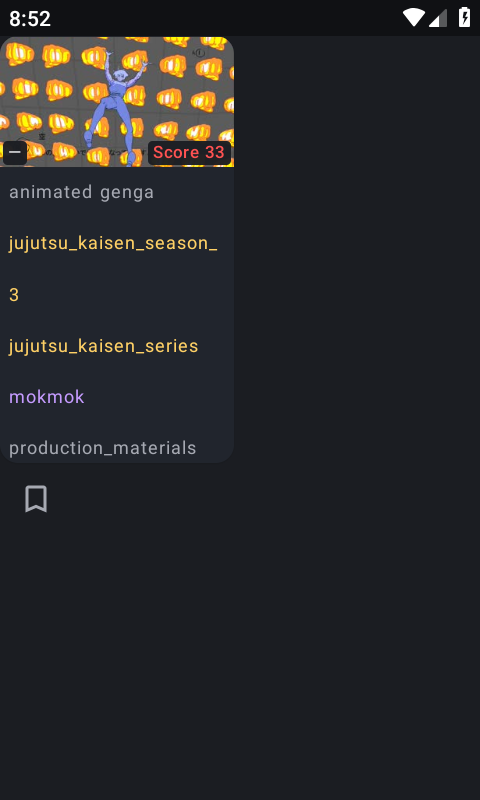 8:52
Score 33
animated genga
jujutsu_kaisen_season_
3
jujutsu_kaisen_series
mokmok
production_materials